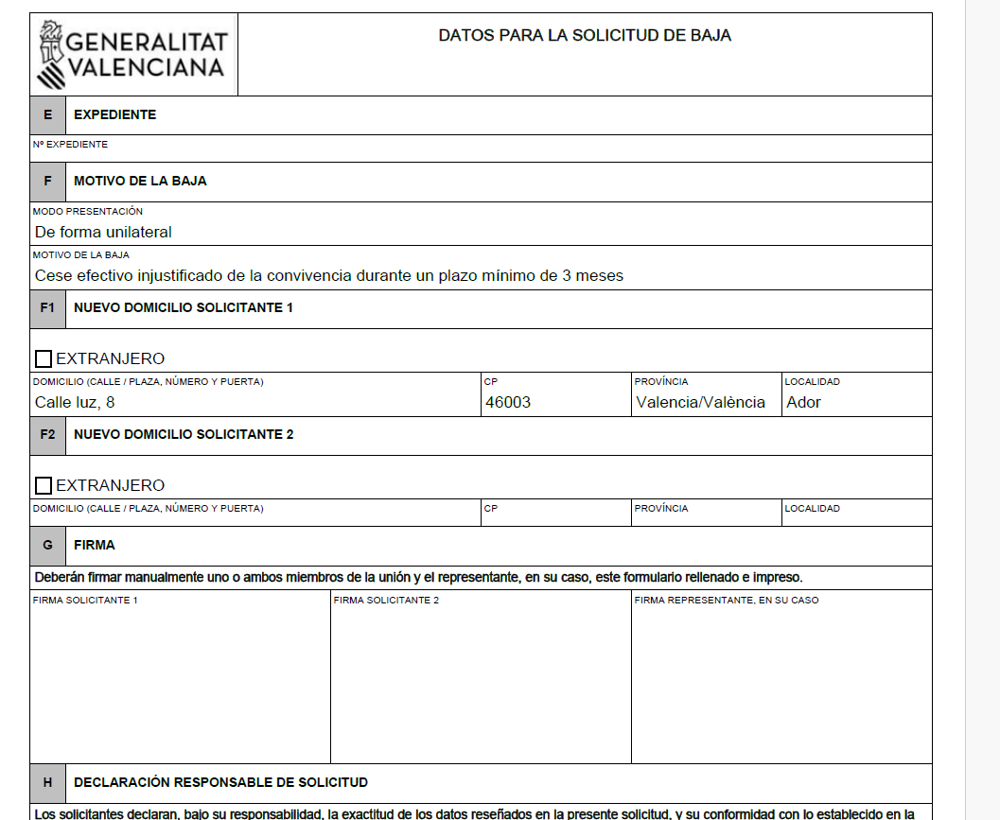 GENERALITAT
VALENCIANA
DATOS PARA LA SOLICITUD DE BAJA
E EXPEDIENTE
Nº EXPEDIENTE
F MOTIVO DE LA BAJA
MODO PRESENTACIÓN
De forma unilateral
MOTIVO DE LA BAJA
Cese efectivo injustificado de la convivencia durante un plazo mínimo de 3 meses
F1 NUEVO DOMICILIO SOLICITANTE 1
EXTRANJERO
DOMICILIO (CALLE / PLAZA, NÚMERO Y PUERTA) CP PROVÍNCIA LOCALIDAD
Calle luz, 8 46003 Valencia/València Ador
F2 NUEVO DOMICILIO SOLICITANTE 2
EXTRANJERO
DOMICILIO (CALLE / PLAZA, NÚMERO Y PUERTA) CP PROVÍNCIA LOCALIDAD
G FIRMA
Deberán firmar manualmente uno o ambos miembros de la unión y el representante, en su caso, este formulario rellenado e impreso.
FIRMA SOLICITANTE 1 FIRMA SOLICITANTE 2 FIRMA REPRESENTANTE, EN SU CASO
H DECLARACIÓN RESPONSABLE DE SOLICITUD
Los solicitantes declaran, bajo su responsabilidad, la exactitud de los datos reseñados en la presente solicitud, y su conformidad con lo establecido en la